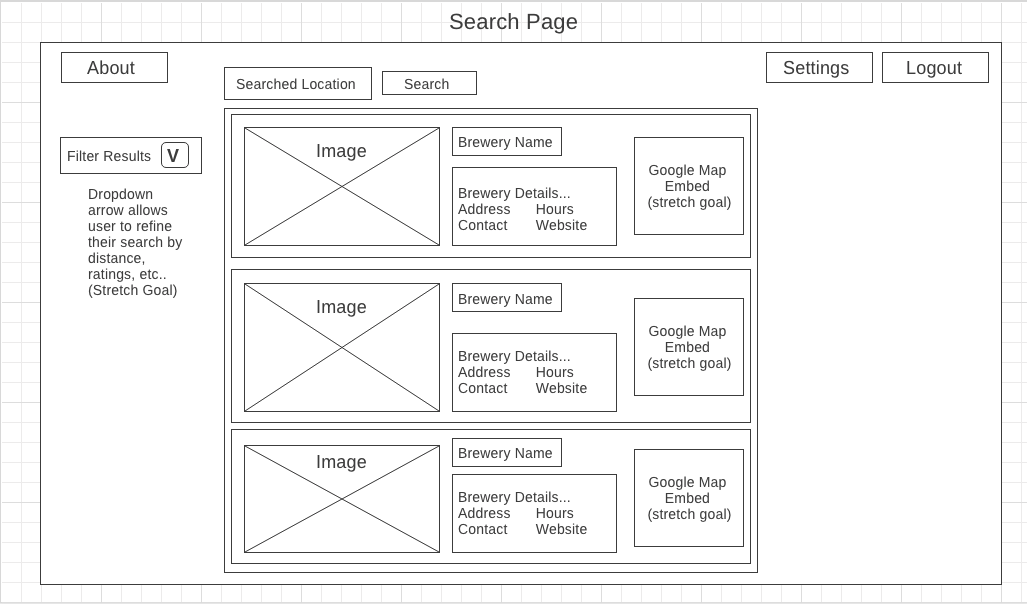 Search Page
About
Settings
Logout
Searched Location
Search
Filter Results V
Dropdown
arrow allows
user to refine
their search by
distance,
ratings, etc..
(Stretch Goal)
Image
Brewery Name
Brewery Details...
Address Hours
Contact Website
Google Map
Embed
(stretch goal)
Image
Brewery Name
Brewery Details...
Address Hours
Contact Website
Google Map
Embed
(stretch goal)
Image
Brewery Name
Brewery Details...
Address Hours
Contact Website
Google Map
Embed
(stretch goal)